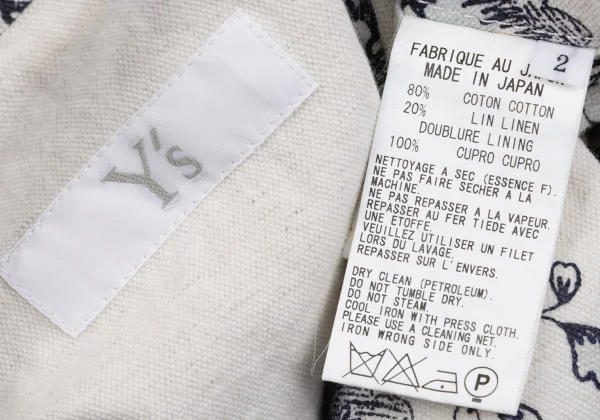 Y's
FABRIQUE AU JAPON
2
MADE IN JAPAN
80% COTON COTTON
20% LIN LINEN
DOUBLURE LINING
100% CUPRO CUPRO
NETTOYAGE A SEC (ESSENCE F).
NE PAS FAIRE SECHER A LA
MACHINE.
NE PAS REPASSER A LA VAPEUR.
REPASSER AU FER TIEDE AVEC
UNE ETOFFE.
VEUILLEZ UTILISER UN FILET
LORS DU LAVAGE.
REPASSER SUR L'ENVERS.
DRY CLEAN (PETROLEUM).
DO NOT TUMBLE DRY.
DO NOT STEAM.
COOL IRON WITH PRESS CLOTH.
PLEASE USE A CLEANING NET.
IRON WRONG SIDE ONLY.
P